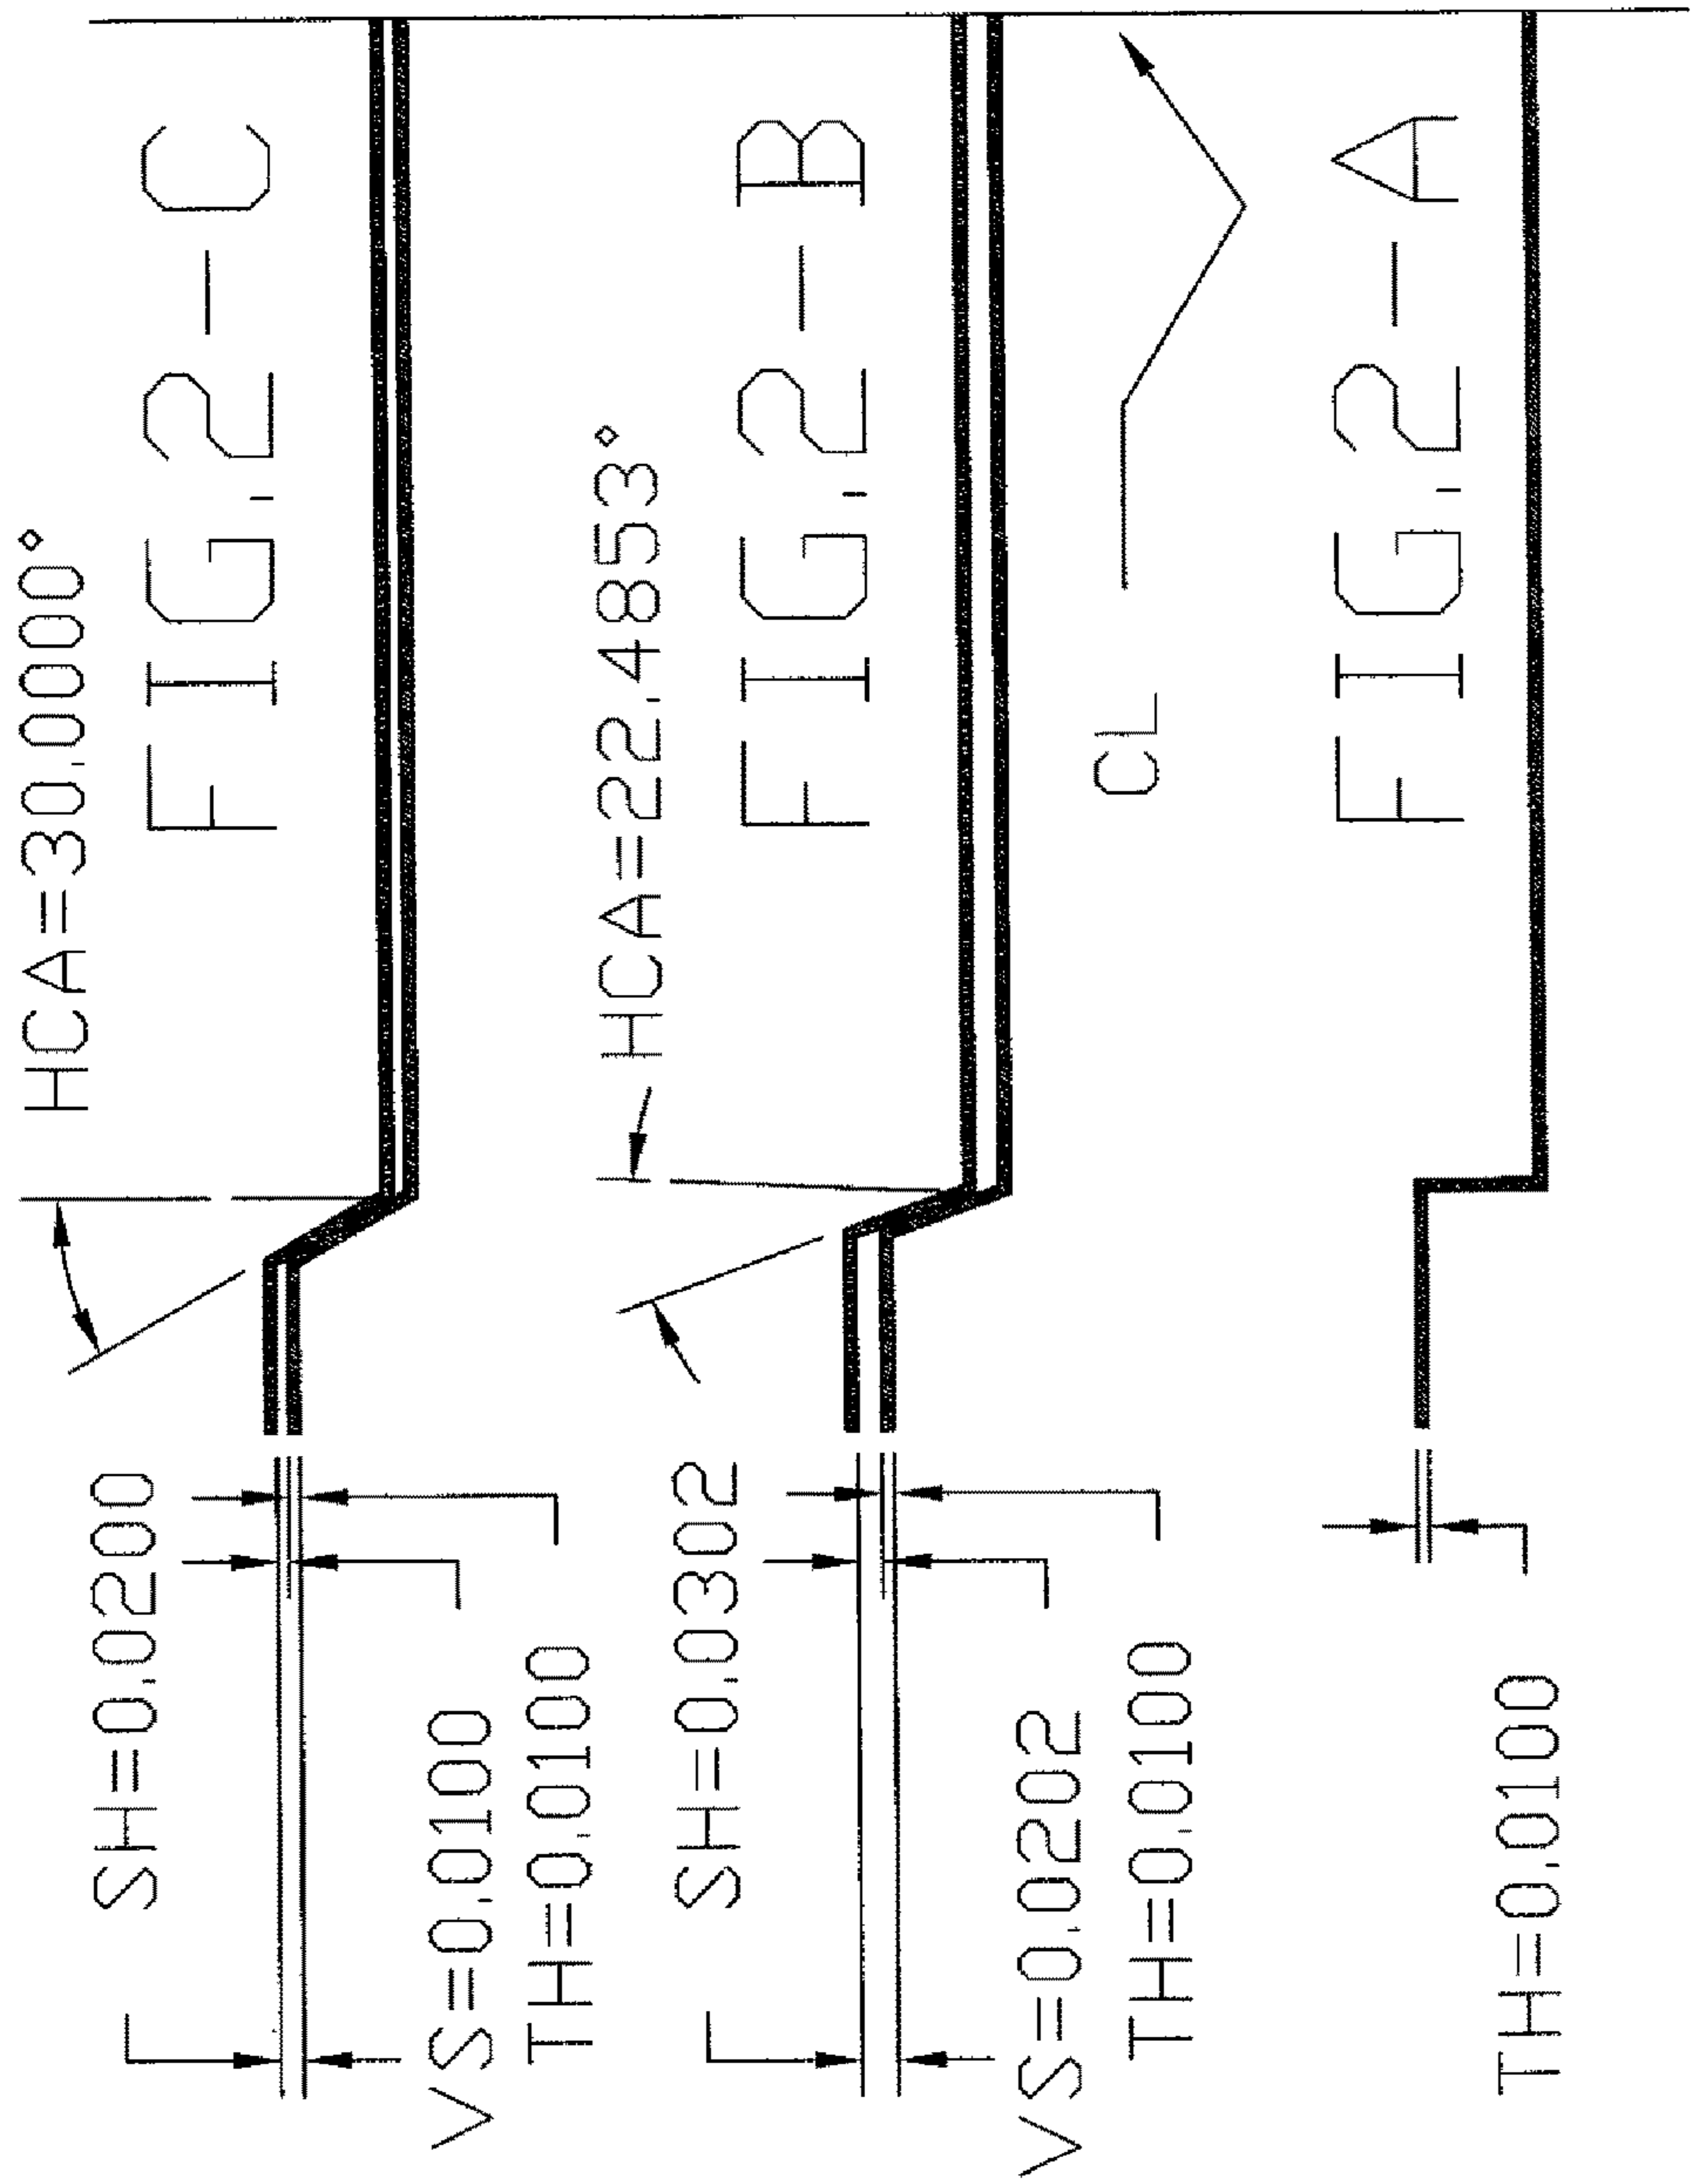 HCA=30.0000°
FIG.2-C
SH=0.0200
VS=0.0100
TH=0.0100
HCA=22.4853°
FIG.2-B
SH=0.0302
VS=0.0202
TH=0.0100
CL
FIG.2-A
TH=0.0100